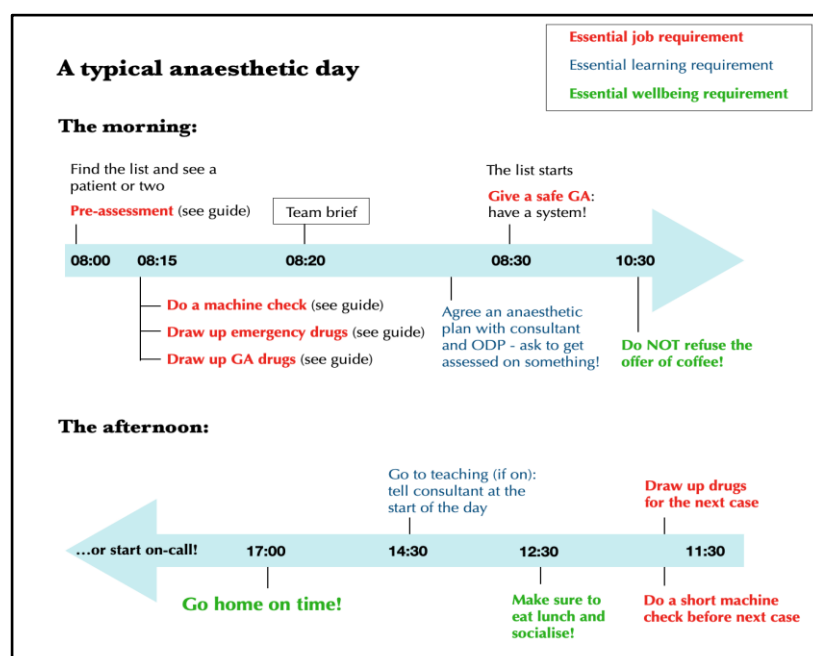 Essential job requirement
Essential learning requirement
Essential wellbeing requirement
A typical anaesthetic day
The morning:
Find the list and see a
patient or two
Pre-assessment (see guide)
Team brief
The list starts
Give a safe GA:
have a system!
08:00
08:15
08:20
08:30
10:30
Do a machine check (see guide)
Draw up emergency drugs (see guide)
Draw up GA drugs (see guide)
Agree an anaesthetic
plan with consultant
and ODP - ask to get
assessed on something!
Do NOT refuse the
offer of coffee!
The afternoon:
Go to teaching (if on):
tell consultant at the
start of the day
Draw up drugs
for the next case
...or start on-call!
17:00
14:30
12:30
11:30
Go home on time!
Make sure to
eat lunch and
socialise!
Do a short machine
check before next case